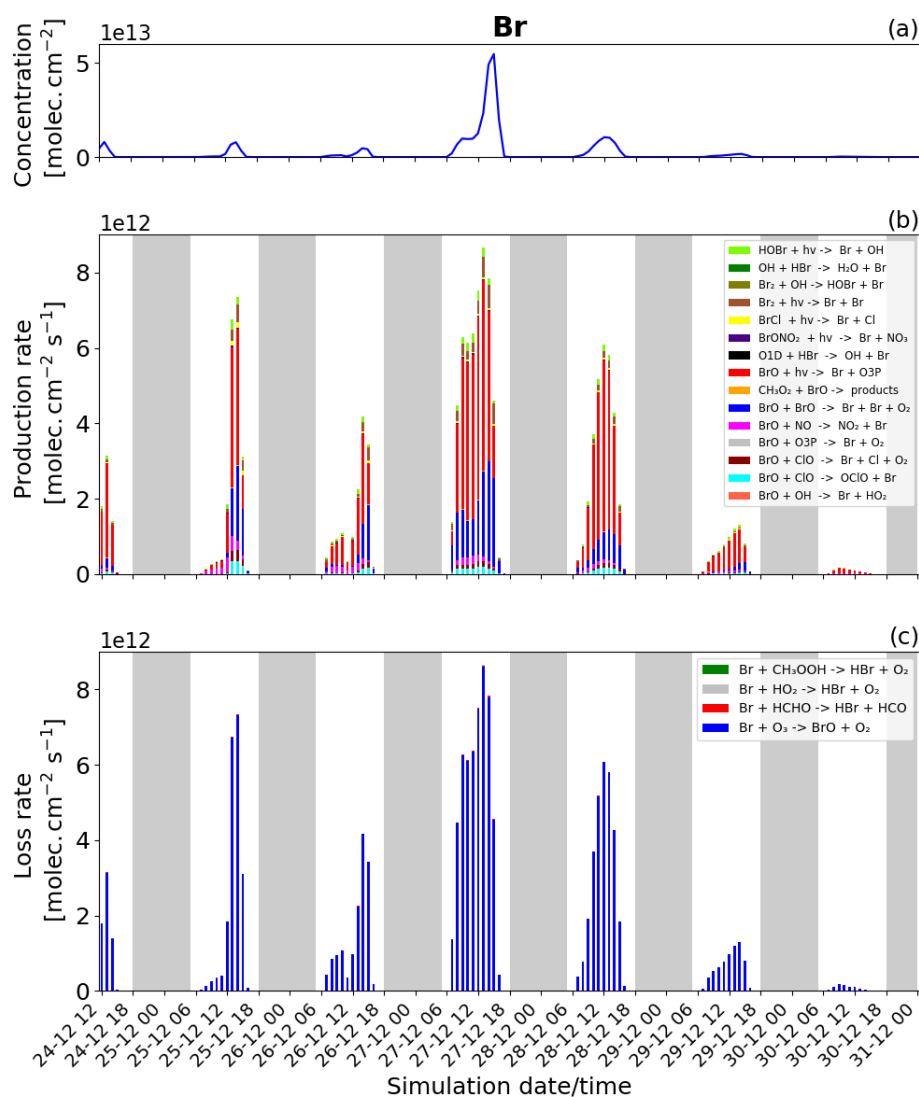 Br
(a)
1e13
Concentration
[molec. cm⁻²]
5
0
1e12
(b)
Production rate
[molec.cm⁻² s⁻¹]
8
6
4
2
0
HOBr + hv -> Br + OH
OH + HBr -> H₂O + Br
Br₂ + OH -> HOBr + Br
Br₂ + hv -> Br + Br
BrCl + hv -> Br + Cl
BrONO₂ + hv -> Br + NO₃
O1D + HBr -> OH + Br
BrO + hv -> Br + O3P
CH₃O₂ + BrO -> products
BrO + BrO -> Br + Br + O₂
BrO + NO -> NO₂ + Br
BrO + O3P -> Br + O₂
BrO + ClO -> Br + Cl + O₂
BrO + ClO -> OClO + Br
BrO + OH -> Br + HO₂
1e12
(c)
Loss rate
[molec.cm⁻² s⁻¹]
8
6
4
2
0
Br + CH₃OOH -> HBr + O₂
Br + HO₂ -> HBr + O₂
Br + HCHO -> HBr + HCO
Br + O₃ -> BrO + O₂
24-12 12
24-12 18
25-12 00
25-12 06
25-12 12
25-12 18
26-12 00
26-12 06
26-12 12
26-12 18
27-12 00
27-12 06
27-12 12
27-12 18
28-12 00
28-12 06
28-12 12
28-12 18
29-12 00
29-12 06
29-12 12
29-12 18
30-12 00
30-12 06
30-12 12
30-12 18
31-12 00
Simulation date/time